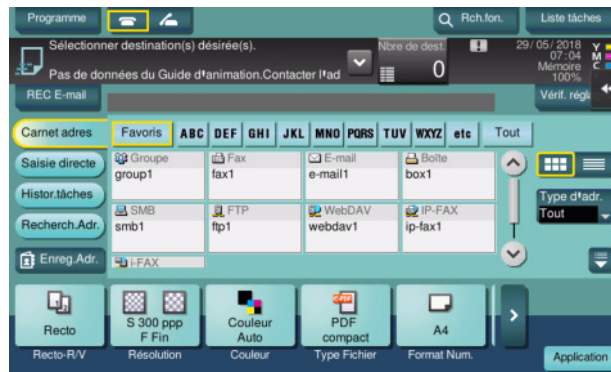 Programme
Rch.fon.
Liste tâches
Sélectionner destination(s) désirée(s).
Nbre de dest.
0
29/05/2018
07:04
Mémoire
100%
Y
M
C
Pas de données du Guide d'animation.Contacter l'ad
REC E-mail
Vérif. régla
Carnet adres
Favoris
ABC
DEF
GHI
JKL
MNO
PQRS
TUV
WXYZ
etc
Tout
Saisie directe
Histor.tâches
Recherch.Adr.
Enreg.Adr.
Groupe
group1
Fax
fax1
E-mail
e-mail1
Boîte
box1
SMB
smb1
FTP
ftp1
WebDAV
webdav1
IP-FAX
ip-fax1
i-FAX
Type d'adr.
Tout
Recto
Recto-R/V
S 300 ppp
F Fin
Résolution
Couleur
Auto
Couleur
PDF
compact
Type Fichier
A4
Format Num.
Application